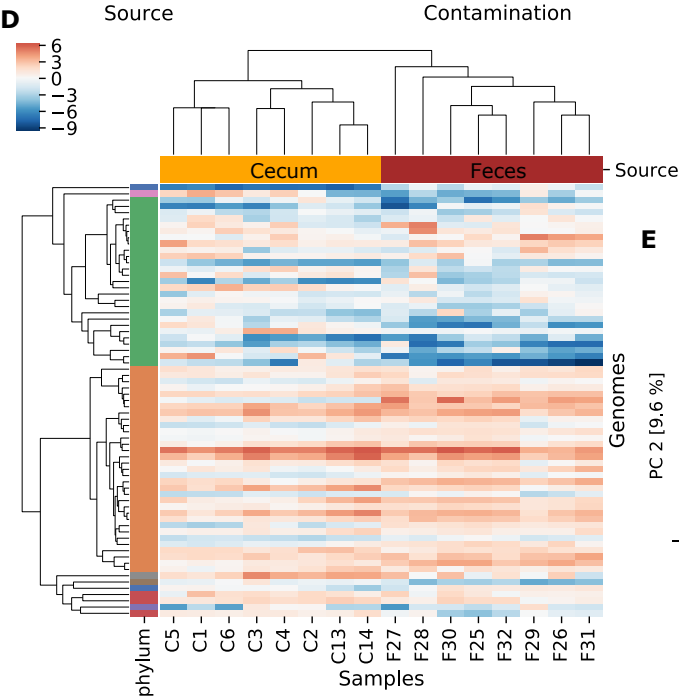 Source
Contamination
D
6
3
0
−3
−6
−9
Cecum
Feces
Source
E
Genomes
PC 2 [9.6 %]
phylum
C5
C1
C6
C3
C4
C2
C13
C14
F27
F28
F30
F25
F32
F29
F26
F31
Samples